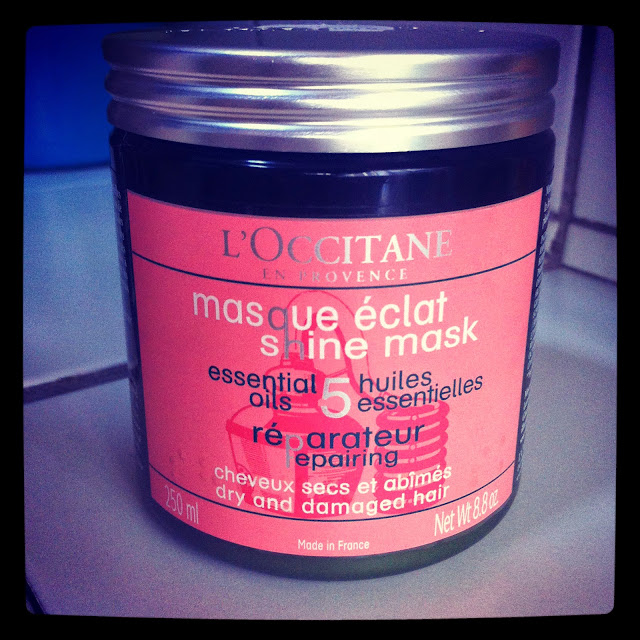 L'OCCITANE
EN PROVENCE
masque éclat
shine mask
essential 5 huiles
oils essentielles
réparateur
repairing
cheveux secs et abîmés
dry and damaged hair
250 ml
Net Wt 8.8 oz.
Made in France